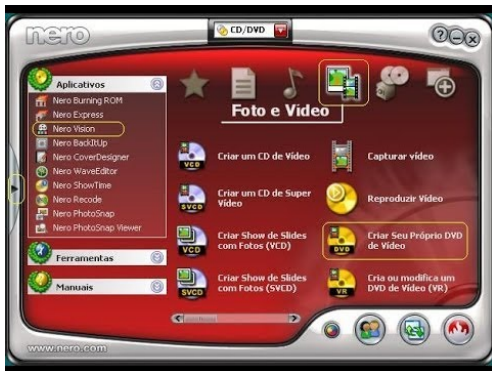 nero
CD/DVD
Aplicativos
Nero Burning ROM
Nero Express
Nero Vision
Nero BackItUp
Nero CoverDesigner
Nero WaveEditor
Nero ShowTime
Nero Recode
Nero PhotoSnap
Nero PhotoSnap Viewer
Ferramentas
Manuais
Foto e Video
VCD
Criar um CD de Vídeo
Capturar vídeo
SVCD
Criar um CD de Super
Vídeo
Reproduzir Vídeo
VCD
Criar Show de Slides
com Fotos (VCD)
DVD
Criar Seu Próprio DVD
de Vídeo
SVCD
Criar Show de Slides
com Fotos (SVCD)
VR
Cria ou modifica um
DVD de Vídeo (VR)
www.nero.com